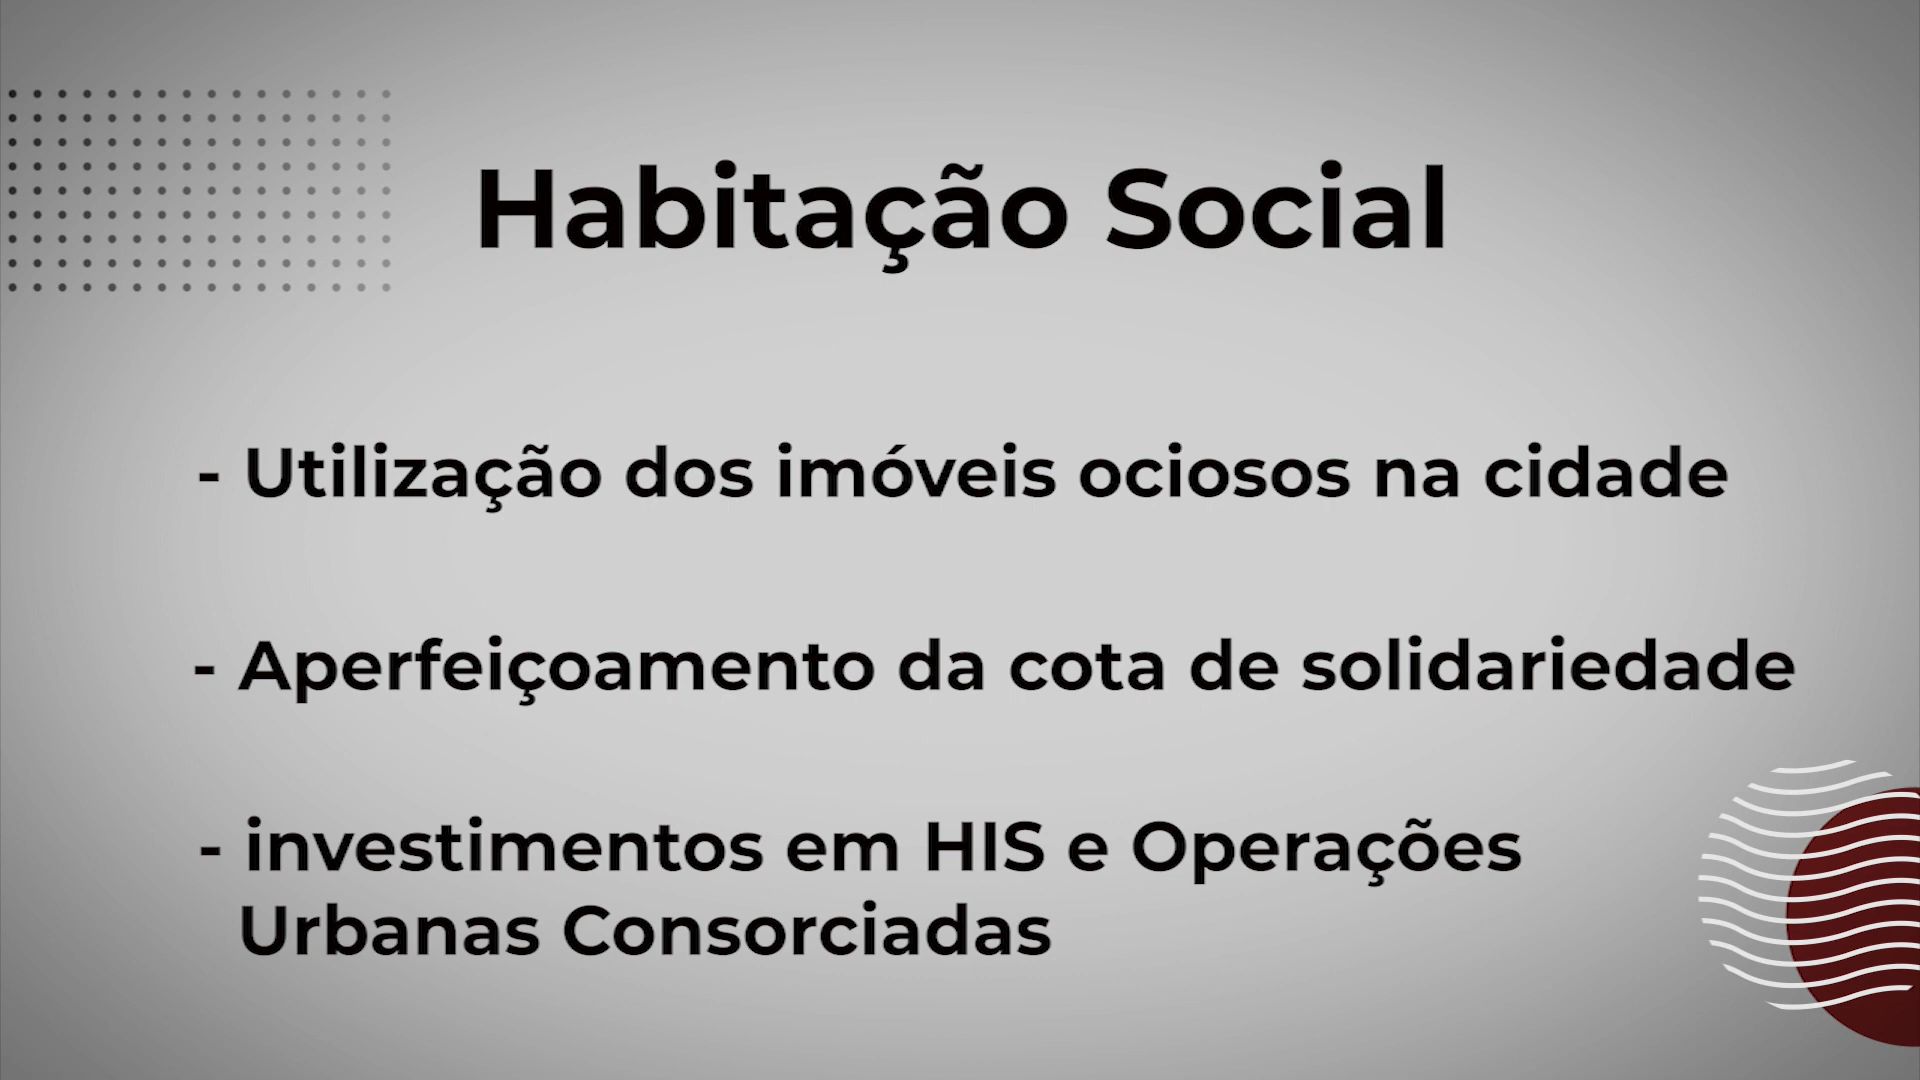 Habitação Social
- Utilização dos imóveis ociosos na cidade
- Aperfeiçoamento da cota de solidariedade
- investimentos em HIS e Operações
Urbanas Consorciadas